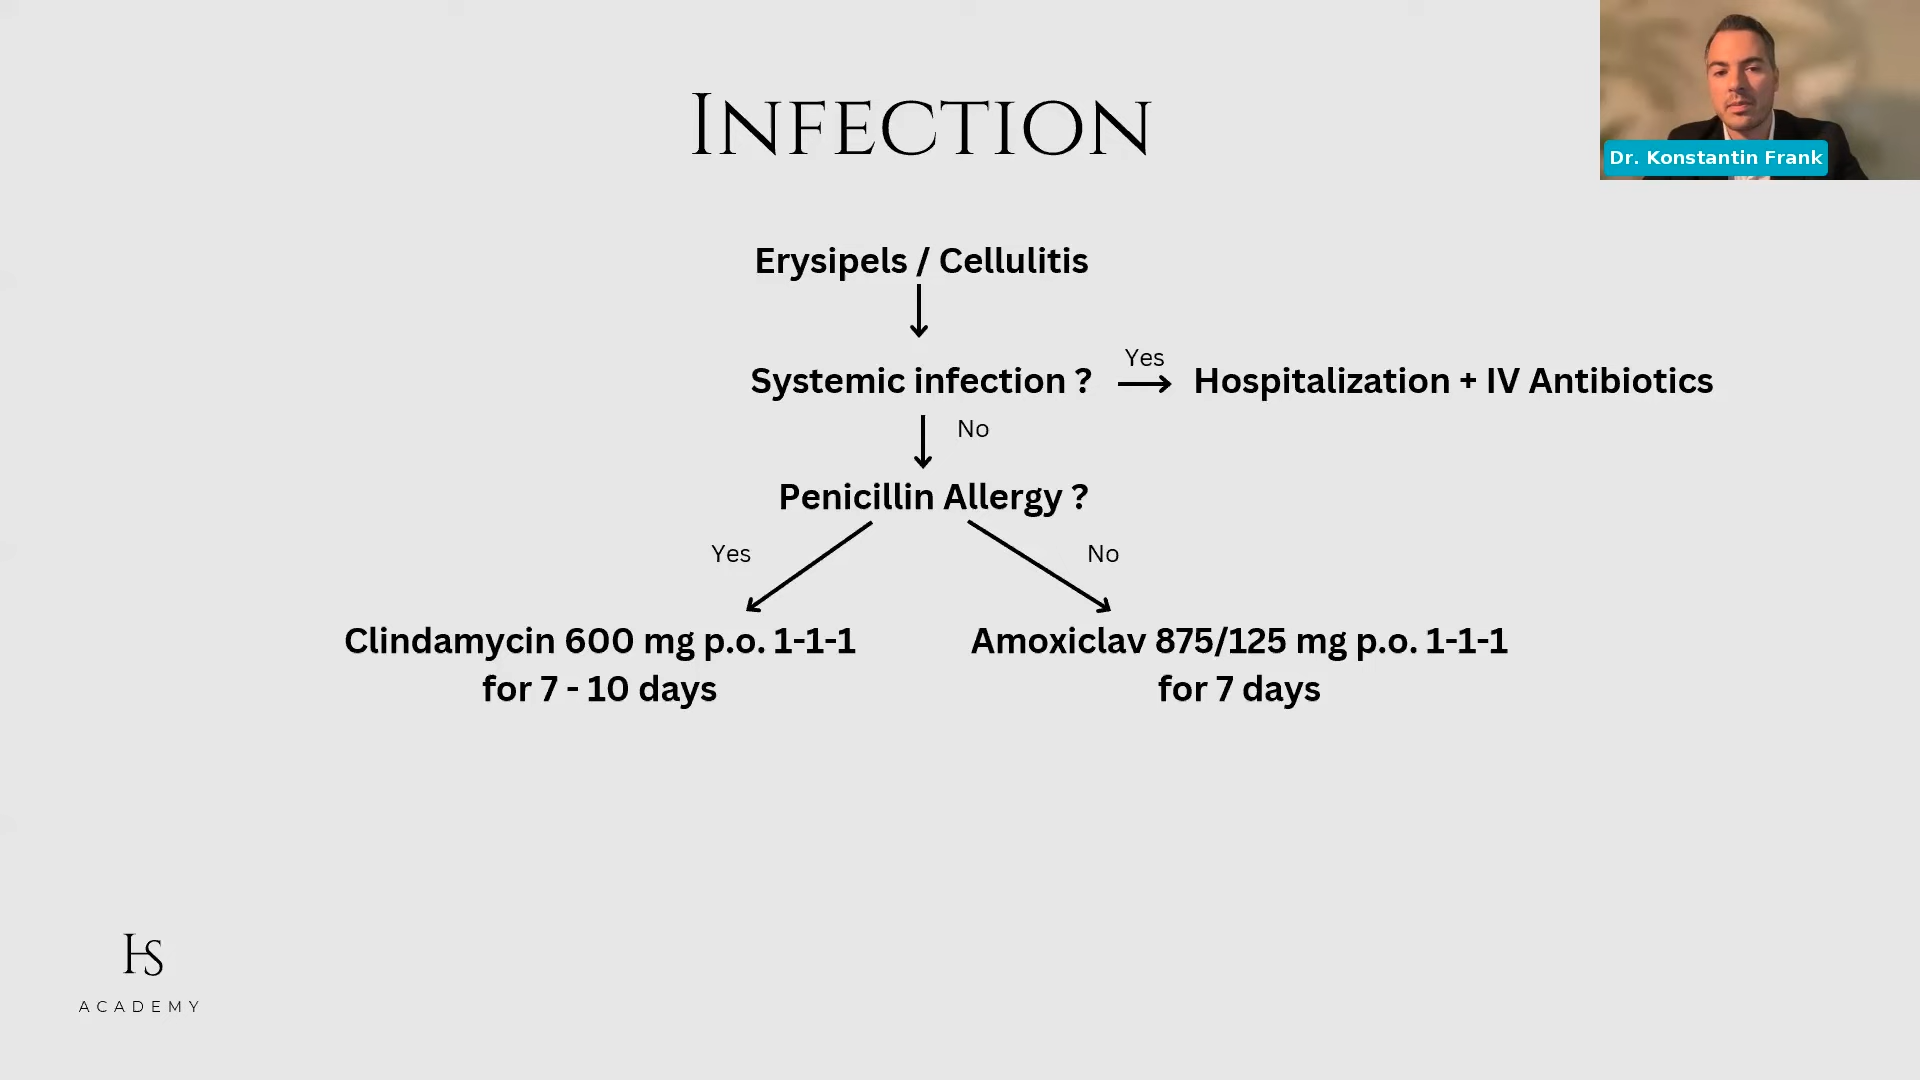 INFECTION
Dr. Konstantin Frank
Erysipels / Cellulitis
Systemic infection ?
Yes
Hospitalization + IV Antibiotics
No
Penicillin Allergy ?
Yes
No
Clindamycin 600 mg p.o. 1-1-1
for 7 - 10 days
Amoxiclav 875/125 mg p.o. 1-1-1
for 7 days
HS
ACADEMY